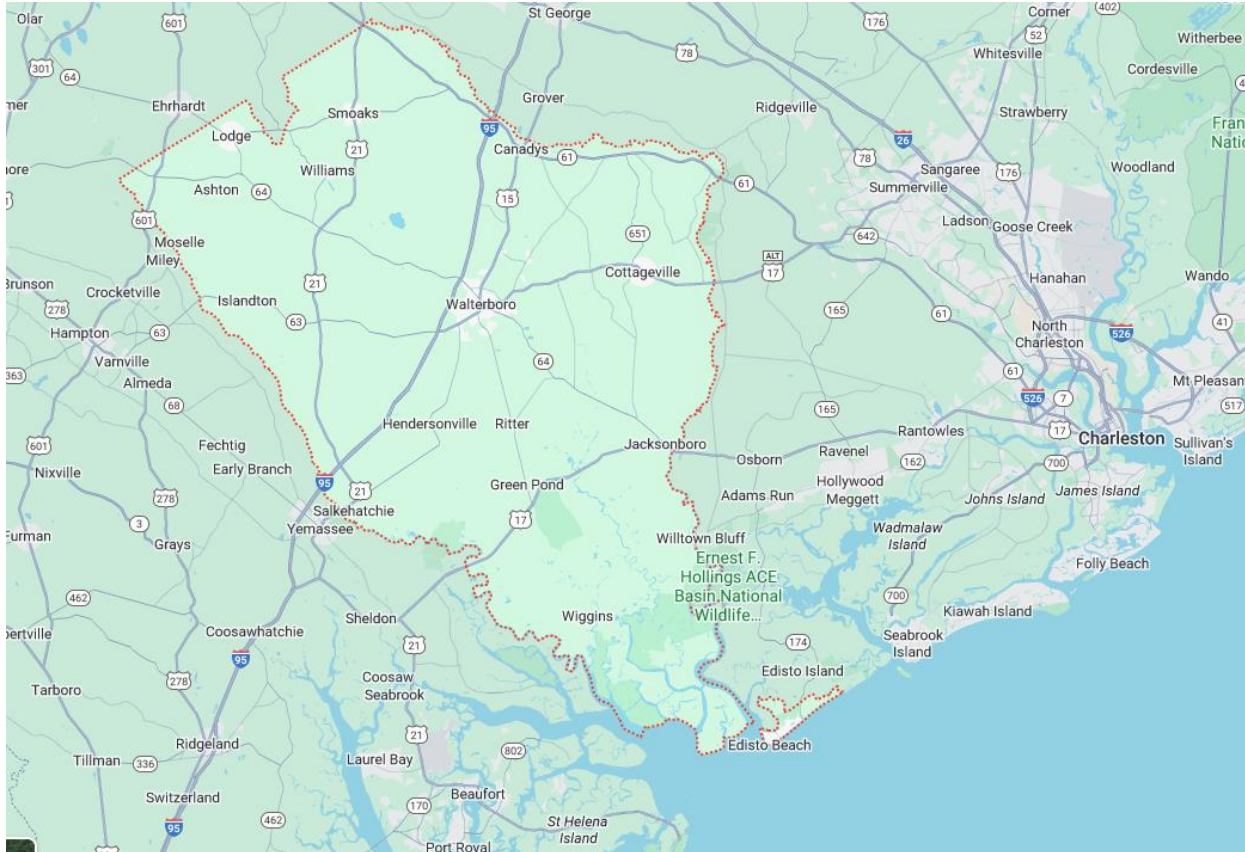 Olar
601
St George
176
Corner
402
52
Witherbee
Whitesville
Cordesville
301
64
78
Ehrhardt
Grover
Ridgeville
Strawberry
Lodge
Smoaks
95
26
Canadys
61
21
Williams
78
Sangaree
176
Woodland
Ashton
64
61
Summerville
15
Ladson
Goose Creek
601
Moselle
651
642
Miley
ALT
17
Hanahan
Wando
Cottageville
Brunson
Crocketville
21
Islandton
Walterboro
278
165
61
41
Hampton
63
63
North
Charleston
526
Varnville
64
363
Almeda
61
Mt Pleasant
526
7
68
165
517
Hendersonville
Ritter
Rantowles
17
601
Fechtig
Jacksonboro
Charleston
Sullivan's
Island
Ravenel
Early Branch
Osborn
162
700
Nixville
95
21
Green Pond
Hollywood
Meggett
James Island
278
Adams Run
Johns Island
Salkehatchie
17
3
Yemassee
Wadmalaw
Island
Furman
Grays
Willtown Bluff
Ernest F.
Hollings ACE
Basin National
Wildlife...
Folly Beach
462
700
Sheldon
Wiggins
Kiawah Island
Coosawhatchie
21
174
Seabrook
Island
95
Edisto Island
278
Coosaw
Seabrook
Tarboro
21
Ridgeland
Edisto Beach
802
Tillman
336
Laurel Bay
Beaufort
Switzerland
170
462
St Helena
Island
95
Port Royal